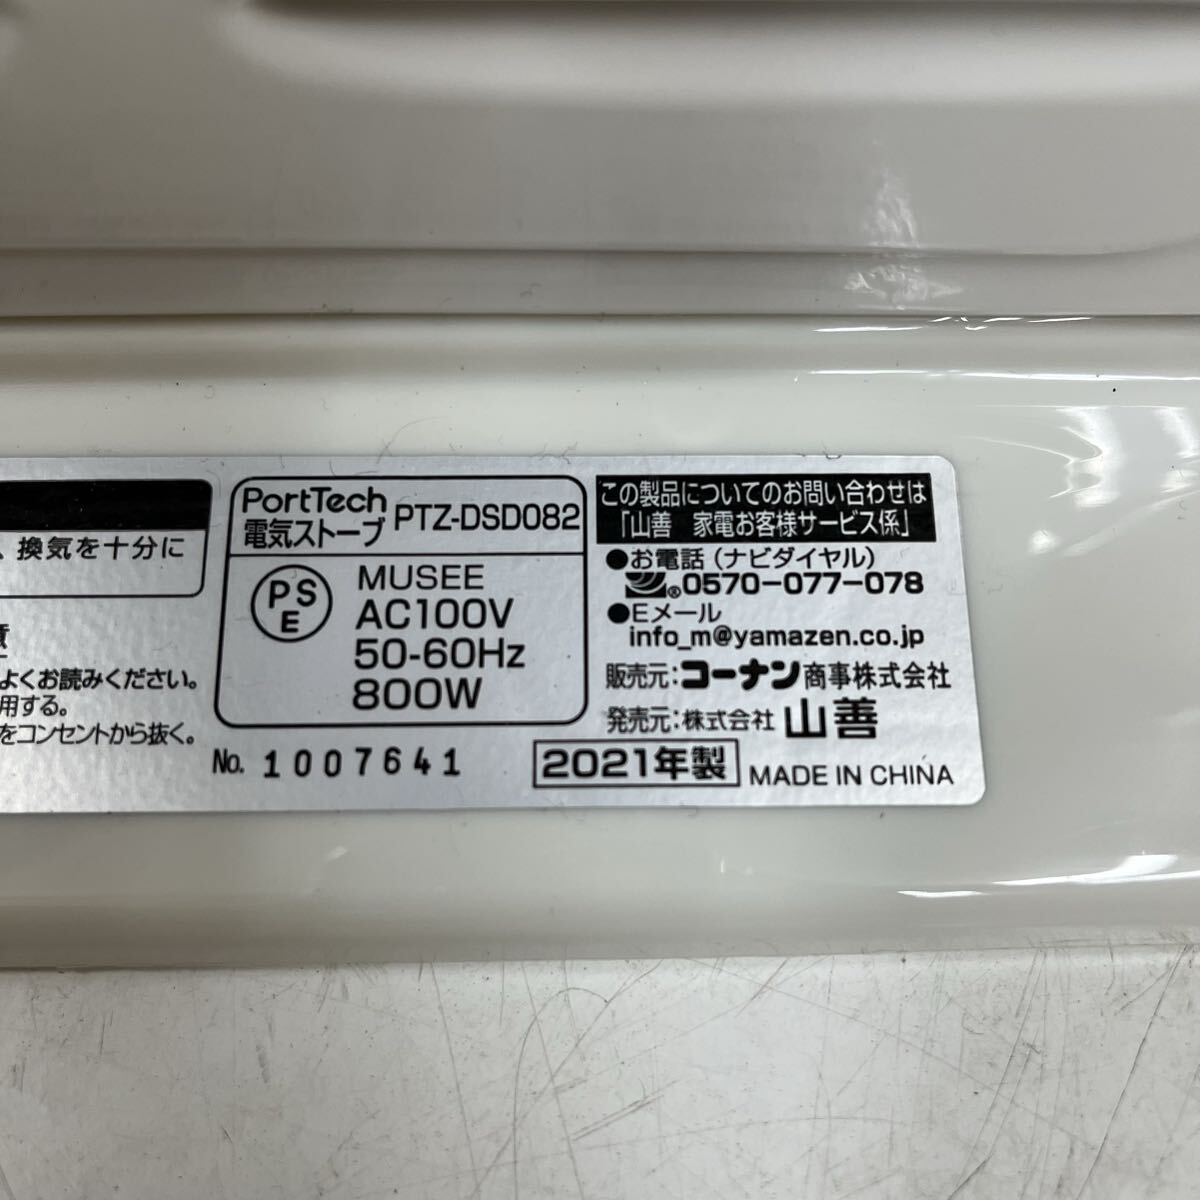 、換気を十分に
よくお読みください。
用する。
をコンセントから抜く。
PortTech
電気ストーブ PTZ-DSD082
PS
E
MUSEE
AC100V
50-60Hz
800W
No. 1007641
この製品についてのお問い合わせは
「山善 家電お客様サービス係」
●お電話（ナビダイヤル）
®0570-077-078
●Eメール
info_m@yamazen.co.jp
販売元：コーナン商事株式会社
発売元：株式会社 山善
2021年製 MADE IN CHINA